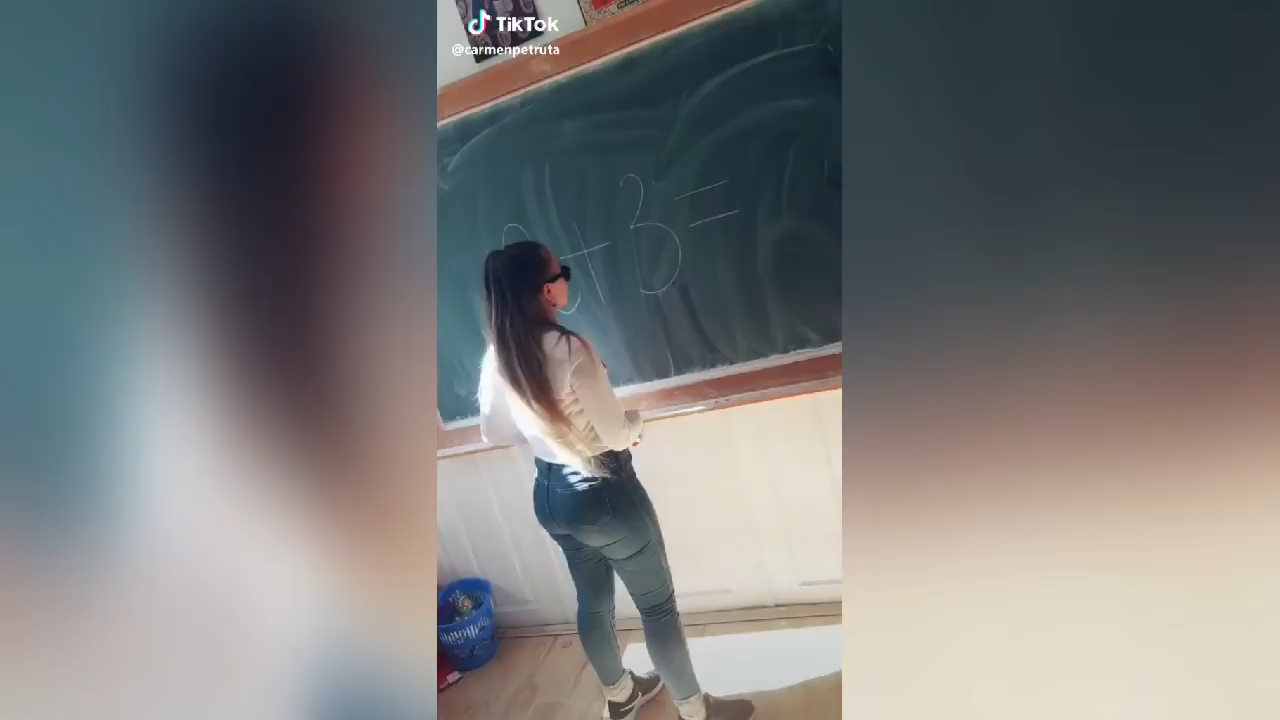 TikTok
@carmenpetruta
+ 3 =